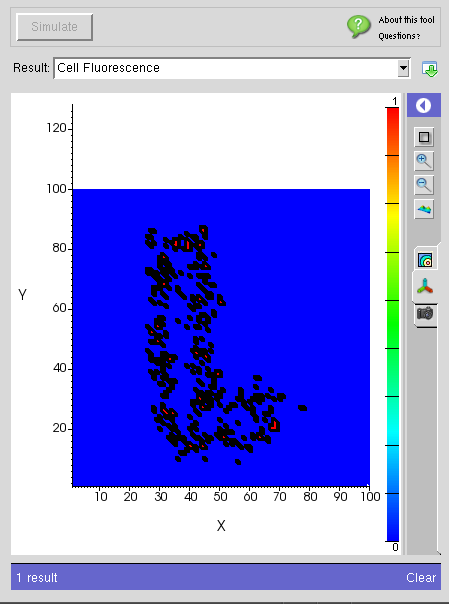 Simulate
About this tool
Questions?
Result: Cell Fluorescence
1
120
100
80
Y
60
40
20
10 20 30 40 50 60 70 80 90 100
X
0
1 result Clear